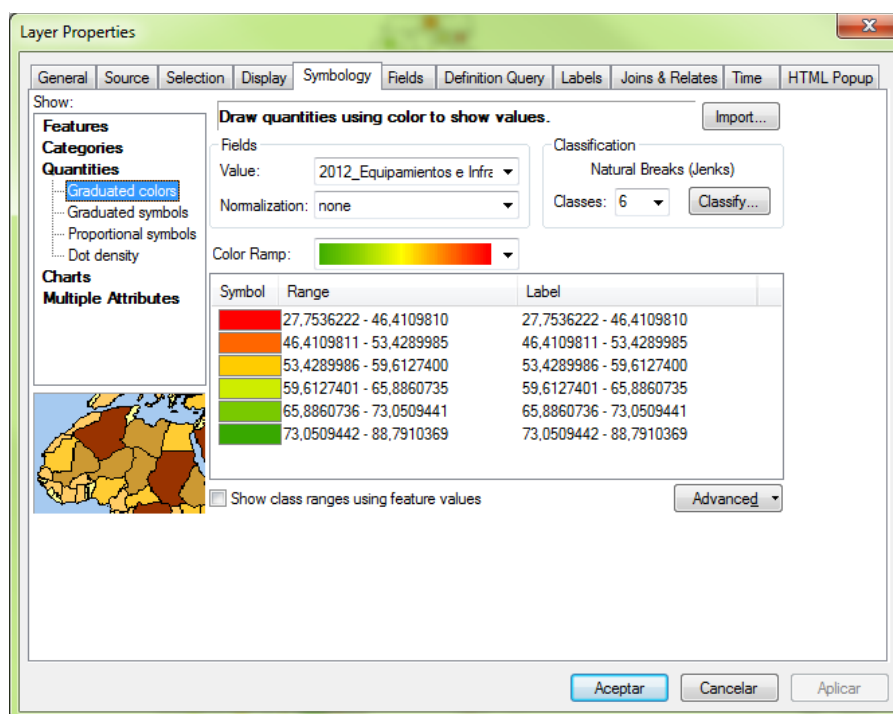 Layer Properties
General Source Selection Display Symbology Fields Definition Query Labels Joins & Relates Time HTML Popup
Show:
Features
Categories
Quantities
Graduated colors
Graduated symbols
Proportional symbols
Dot density
Charts
Multiple Attributes
Draw quantities using color to show values.
Import...
Fields
Value: 2012_Equipamientos e Infra
Normalization: none
Classification
Natural Breaks (Jenks)
Classes: 6 Classify...
Color Ramp:
Symbol Range Label
27,7536222 - 46,4109810 27,7536222 - 46,4109810
46,4109811 - 53,4289985 46,4109811 - 53,4289985
53,4289986 - 59,6127400 53,4289986 - 59,6127400
59,6127401 - 65,8860735 59,6127401 - 65,8860735
65,8860736 - 73,0509441 65,8860736 - 73,0509441
73,0509442 - 88,7910369 73,0509442 - 88,7910369
Show class ranges using feature values
Advanced
Aceptar Cancelar Aplicar